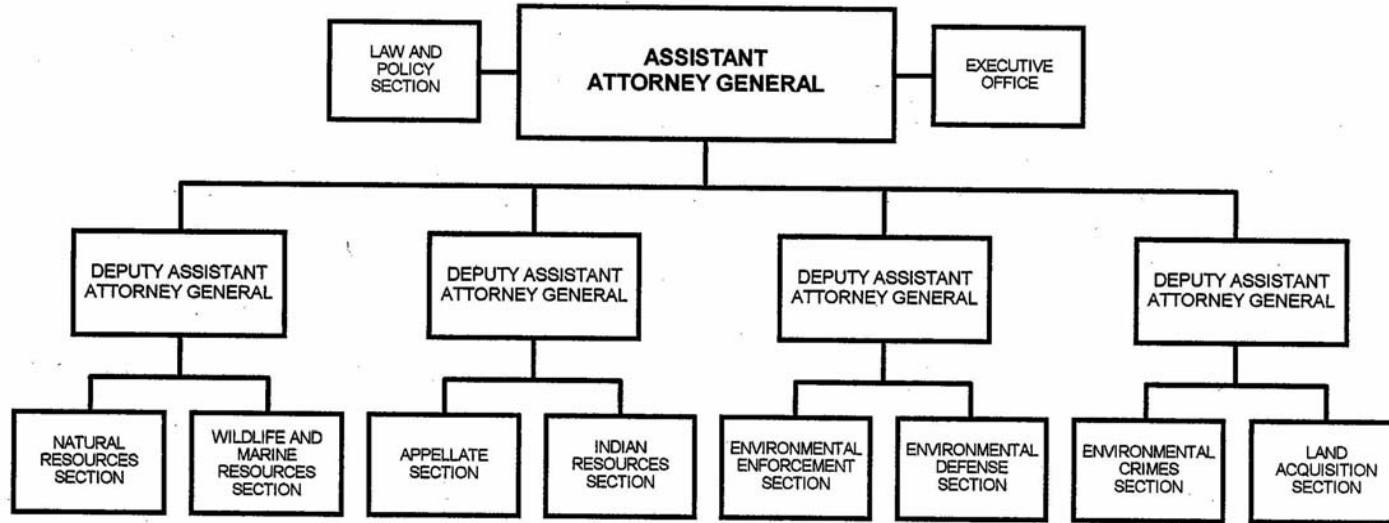 LAW AND
POLICY
SECTION
ASSISTANT
ATTORNEY GENERAL
EXECUTIVE
OFFICE
DEPUTY ASSISTANT
ATTORNEY GENERAL
DEPUTY ASSISTANT
ATTORNEY GENERAL
DEPUTY ASSISTANT
ATTORNEY GENERAL
DEPUTY ASSISTANT
ATTORNEY GENERAL
NATURAL
RESOURCES
SECTION
WILDLIFE AND
MARINE
RESOURCES
SECTION
APPELLATE
SECTION
INDIAN
RESOURCES
SECTION
ENVIRONMENTAL
ENFORCEMENT
SECTION
ENVIRONMENTAL
DEFENSE
SECTION
ENVIRONMENTAL
CRIMES
SECTION
LAND
ACQUISITION
SECTION